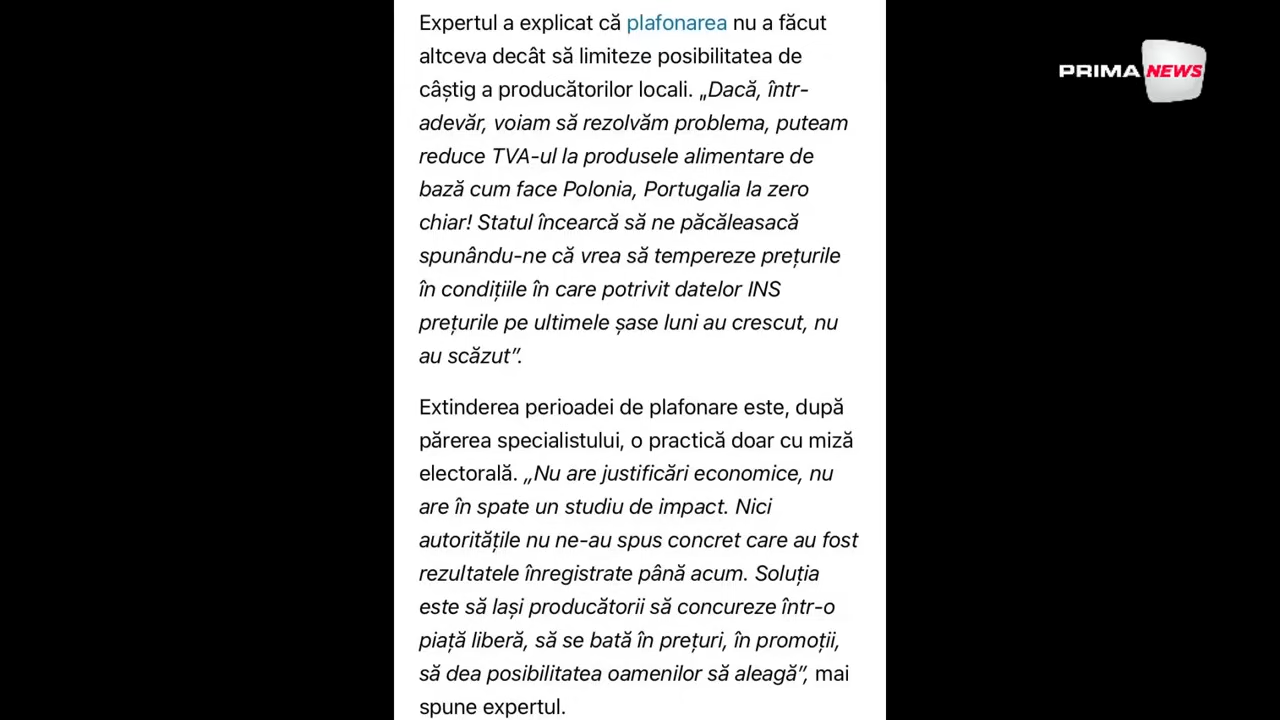 Expertul a explicat că plafonarea nu a făcut
altceva decât să limiteze posibilitatea de
câștig a producătorilor locali. „Dacă, într-
adevăr, voiam să rezolvăm problema, puteam
reduce TVA-ul la produsele alimentare de
bază cum face Polonia, Portugalia la zero
chiar! Statul încearcă să ne păcăleasacă
spunându-ne că vrea să tempereze prețurile
în condițiile în care potrivit datelor INS
prețurile pe ultimele șase luni au crescut, nu
au scăzut”.
Extinderea perioadei de plafonare este, după
părerea specialistului, o practică doar cu miză
electorală. „Nu are justificări economice, nu
are în spate un studiu de impact. Nici
autoritățile nu ne-au spus concret care au fost
rezultatele înregistrate până acum. Soluția
este să lași producătorii să concureze într-o
piață liberă, să se bată în prețuri, în promoții,
să dea posibilitatea oamenilor să aleagă”, mai
spune expertul.
PRIMA NEWS